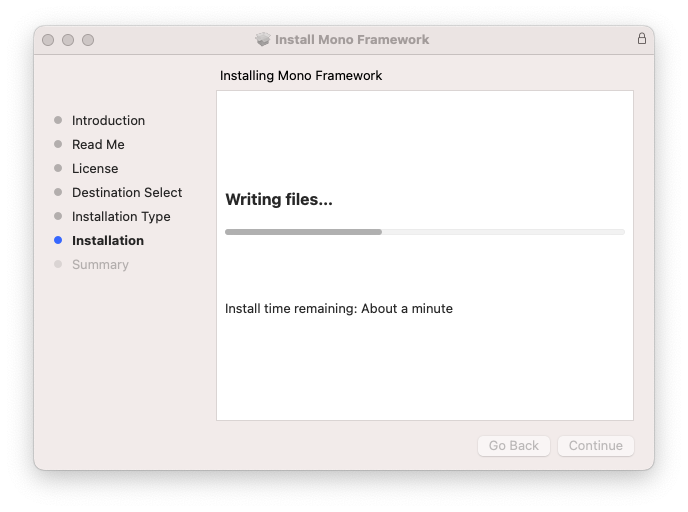 Install Mono Framework
Installing Mono Framework
Introduction
Read Me
License
Destination Select
Installation Type
Installation
Summary
Writing files...
Install time remaining: About a minute
Go Back
Continue